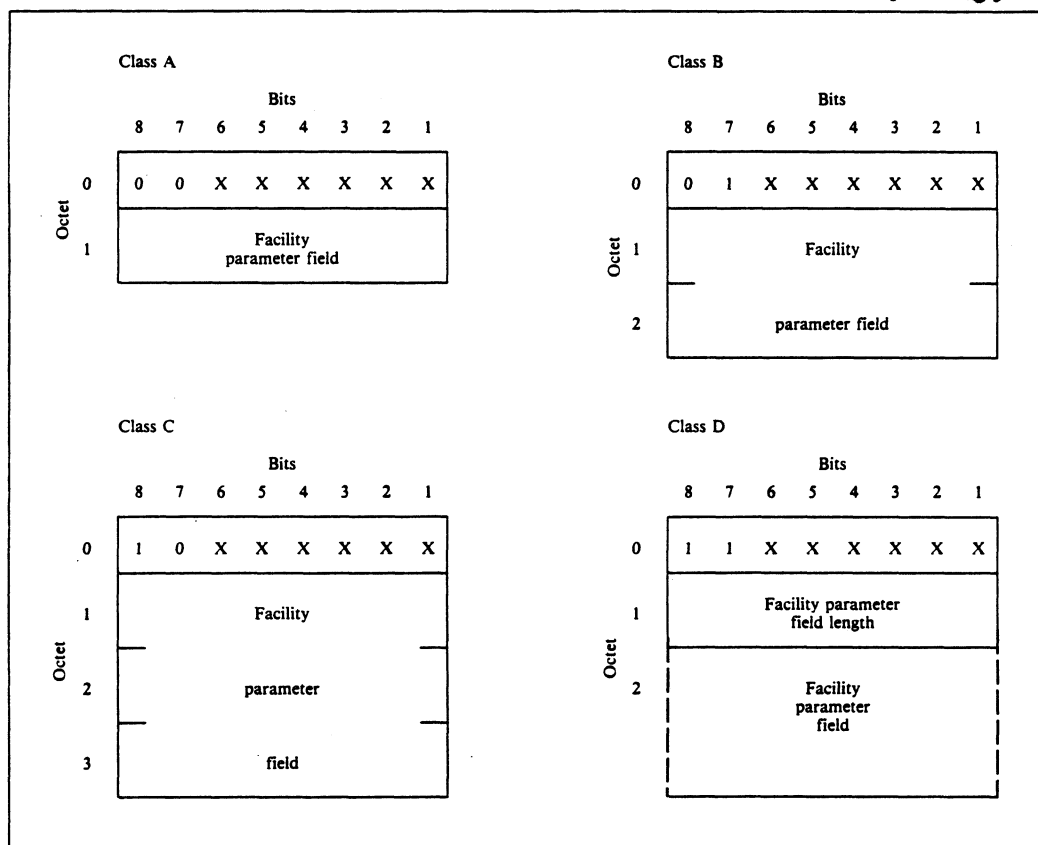 Class A
Bits
8 7 6 5 4 3 2 1
0 0 0 X X X X X X
Octet
1 Facility
parameter field
Class B
Bits
8 7 6 5 4 3 2 1
0 0 1 X X X X X X
Octet
1 Facility
2 parameter field
Class C
Bits
8 7 6 5 4 3 2 1
0 1 0 X X X X X X
1 Facility
Octet
2 parameter
3 field
Class D
Bits
8 7 6 5 4 3 2 1
0 1 1 X X X X X X
1 Facility parameter
field length
Octet
2 Facility
parameter
field